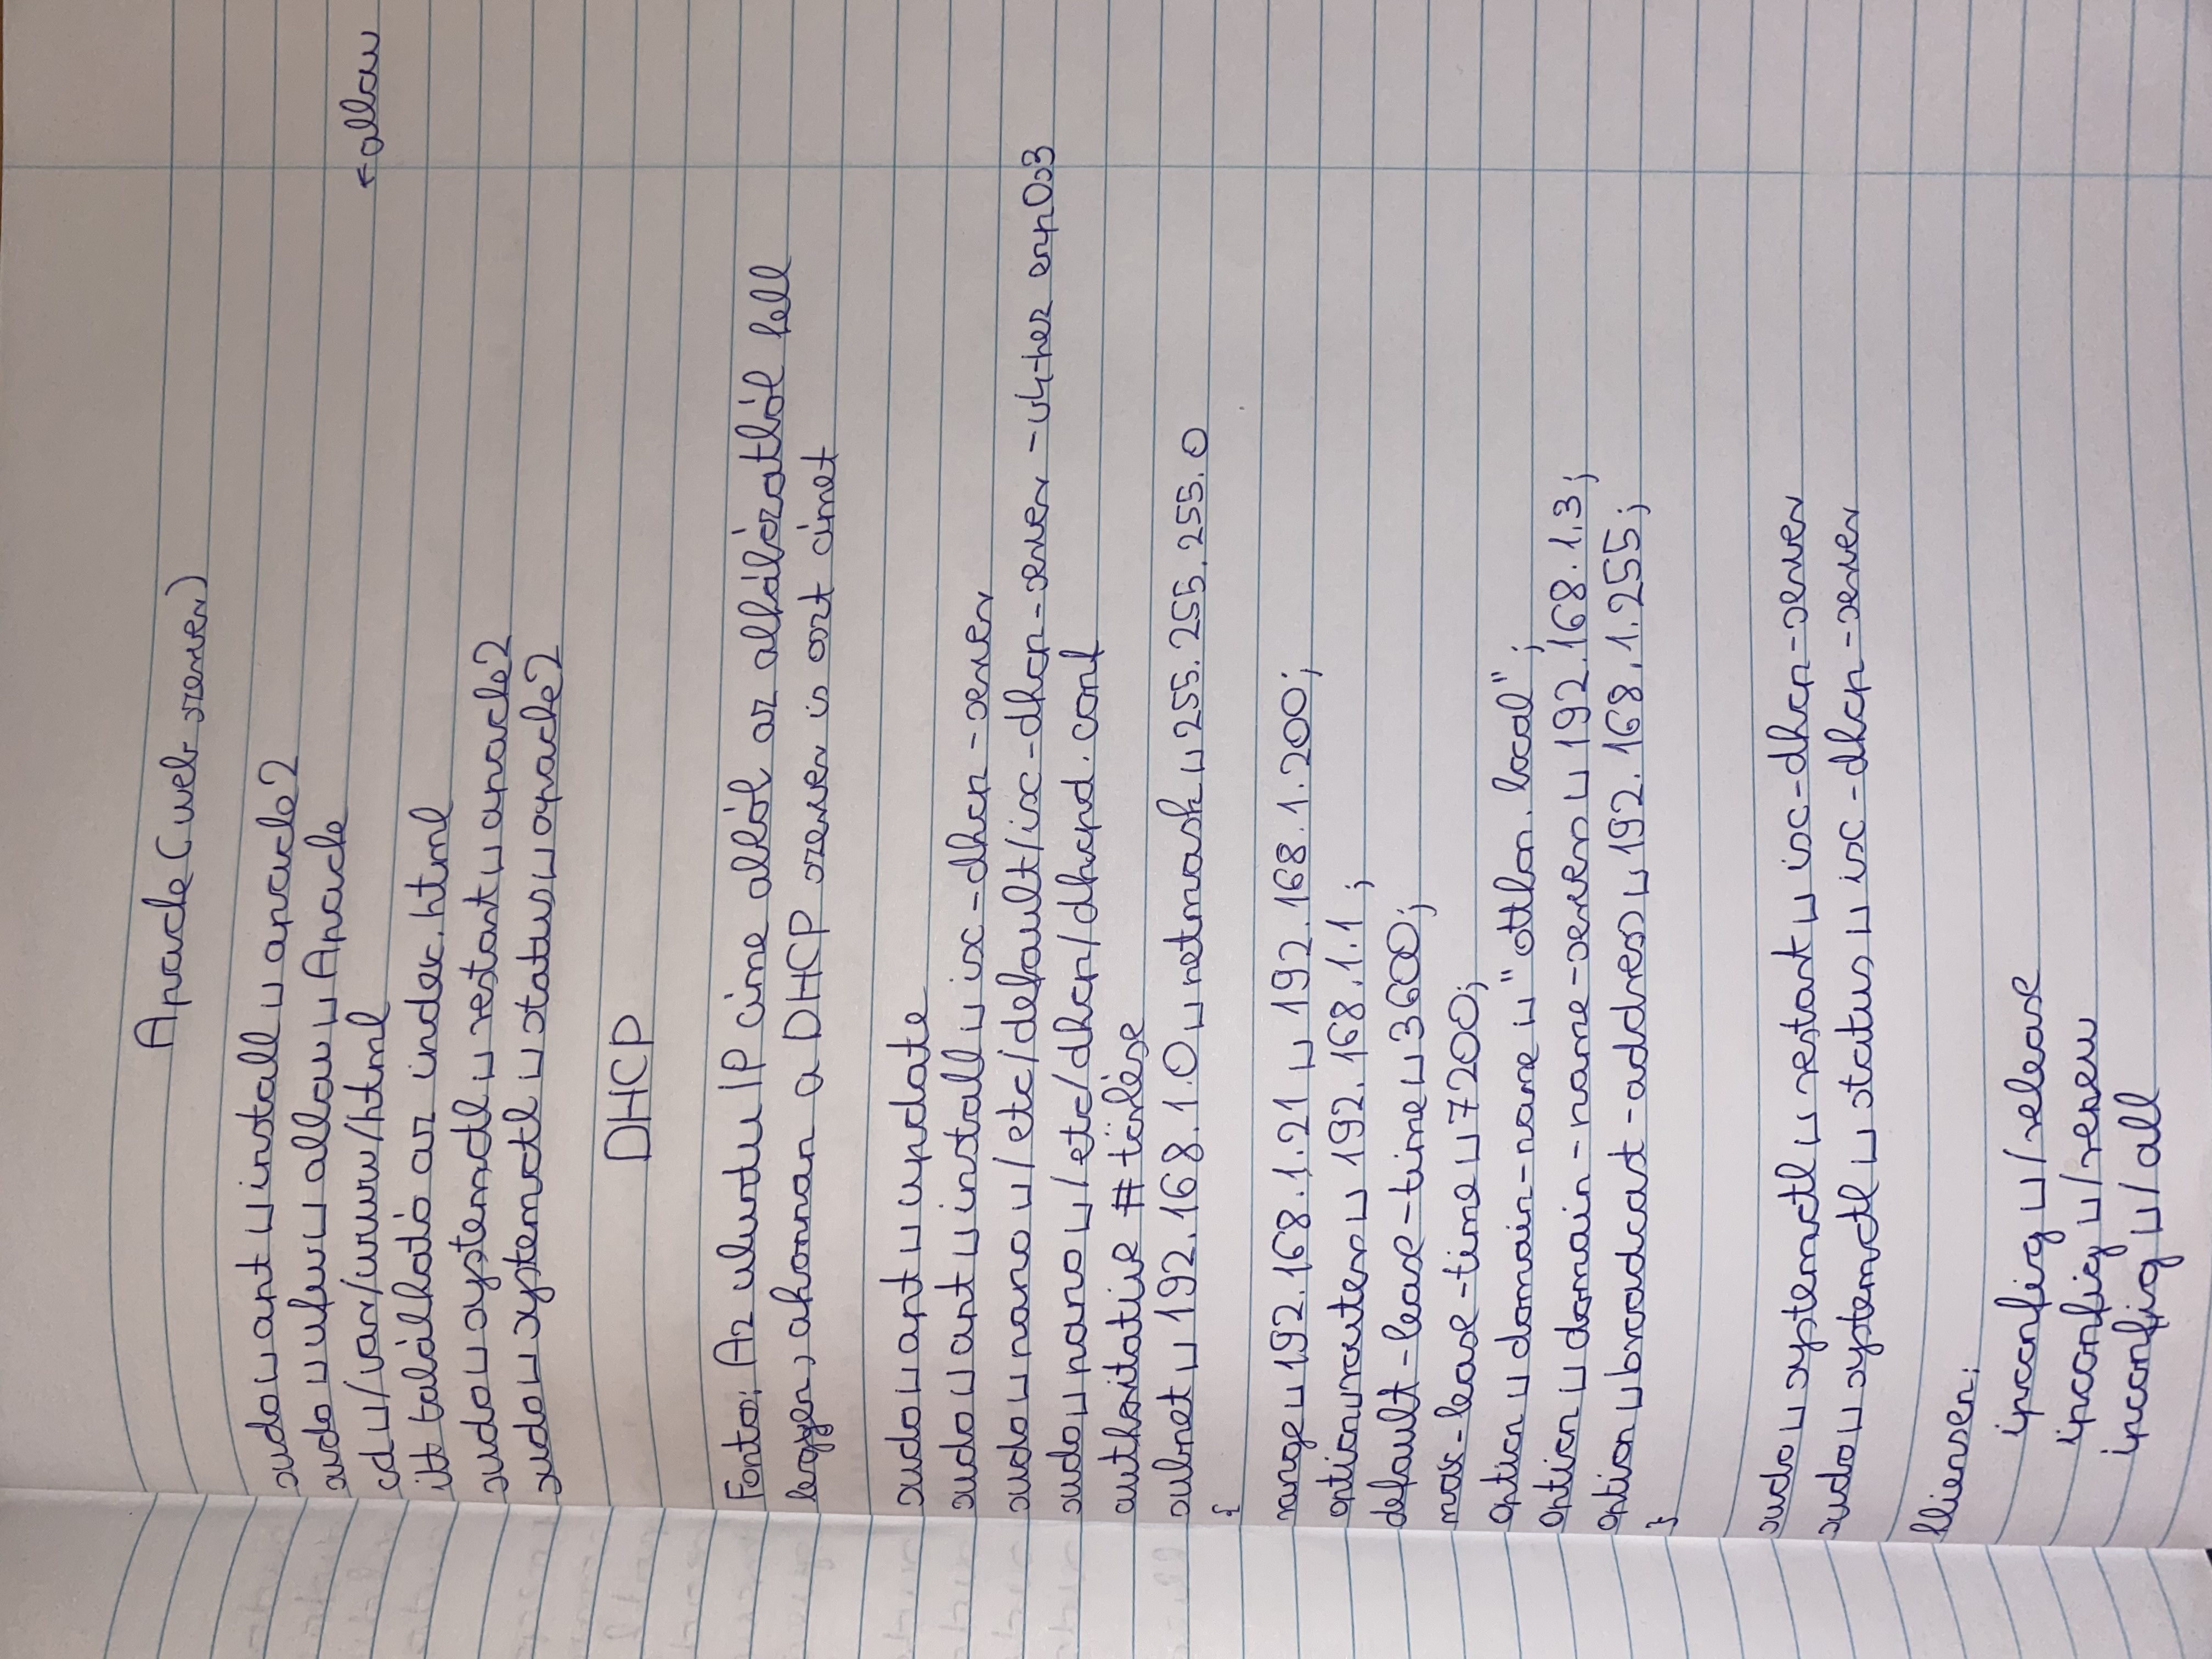 Apache (web szerver)
sudo␣apt␣install␣apache2
sudo␣ufw␣allow␣Apache
cd␣/var/www/html
←allow
itt található az index.html
sudo␣systemctl␣restart␣apache2
sudo␣systemctl␣status␣apache2
DHCP
Fontos: Az ubuntu IP címe abból az alhálózatból kell
legyen, ahonnan a DHCP szerver is oszt címet
sudo␣apt␣update
sudo␣apt␣install␣isc-dhcp-server
sudo␣nano␣/etc/default/isc-dhcp-server -v4-hez enp0s3
sudo␣nano␣/etc/dhcp/dhcpd.conf
authoritative # törlése
subnet␣192.168.1.0␣netmask␣255.255.255.0
{
range␣192.168.1.21␣192.168.1.200;
option␣routers␣192.168.1.1;
default-lease-time␣3600;
max-lease-time␣7200;
option␣domain-name␣"otthon.local";
option␣domain-name-servers␣192.168.1.3;
option␣broadcast-address␣192.168.1.255;
}
sudo␣systemctl␣restart␣isc-dhcp-server
sudo␣systemctl␣status␣isc-dhcp-server
kliensen:
ipconfig␣/release
ipconfig␣/renew
ipconfig␣/all